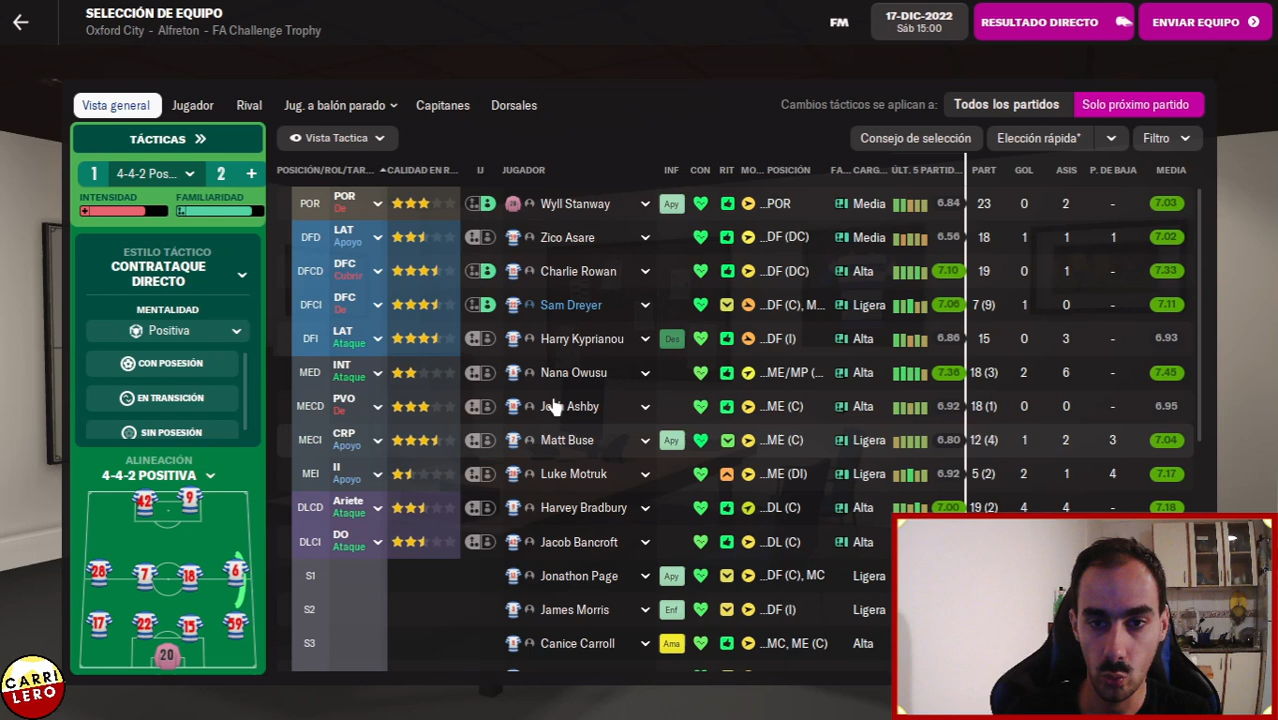 SELECCIÓN DE EQUIPO
Oxford City - Alfreton - FA Challenge Trophy
FM
17-DIC-2022
Sáb 15:00
RESULTADO DIRECTO
ENVIAR EQUIPO
Vista general Jugador Rival Jug. a balón parado Capitanes Dorsales
Cambios tácticos se aplican a: Todos los partidos Solo próximo partido
TÁCTICAS
1 4-4-2 Pos... 2 +
INTENSIDAD FAMILIARIDAD
ESTILO TÁCTICO
CONTRATAQUE
DIRECTO
MENTALIDAD
Positiva
CON POSESIÓN
EN TRANSICIÓN
SIN POSESIÓN
ALINEACIÓN
4-4-2 POSITIVA
42 9
28 7 18 6
17 22 15 59
20
Vista Tactica
Consejo de selección Elección rápida* Filtro
POSICIÓN/ROL/TAR... CALIDAD EN R... IJ JUGADOR INF CON RIT MO... POSICIÓN FA... CARG... ÚLT. 5 PARTID... PART GOL ASIS P. DE BAJA MEDIA
POR POR De Wyll Stanway Apy ...POR Media 6.84 23 0 2 - 7.03
DFD LAT Apoyo Zico Asare ...DF (DC) Media 6.56 18 1 1 1 7.02
DFCD DFC Cubrir Charlie Rowan ...DF (DC) Alta 7.10 19 0 1 - 7.33
DFCI DFC De Sam Dreyer ...DF (C), M... Ligera 7.06 7 (9) 1 0 - 7.11
DFI LAT Ataque Harry Kyprianou Des ...DF (I) Alta 6.86 15 0 3 - 6.93
MED INT Ataque Nana Owusu ...ME/MP (... Alta 7.36 18 (3) 2 6 - 7.45
MECD PVO De Ashby ...ME (C) Alta 6.92 18 (1) 0 0 - 6.95
MECI CRP Apoyo Matt Buse Apy ...ME (C) Ligera 6.80 12 (4) 1 2 3 7.04
MEI II Apoyo Luke Motruk ...ME (DI) Ligera 6.92 5 (2) 2 1 4 7.17
DLCD Ariete Ataque Harvey Bradbury ...DL (C) Alta 7.00 19 (2) 4 4 - 7.18
DLCI DO Ataque Jacob Bancroft ...DL (C) Alta
S1 Jonathon Page Apy ...DF (C), MC Ligera
S2 James Morris Enf ...DF (I) Ligera
S3 Canice Carroll Ama ...MC, ME (C) Alta
CARRI
LERO